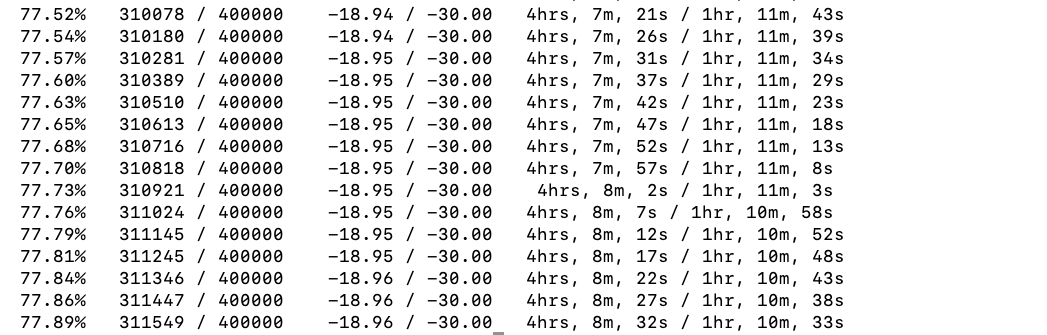 77.52% 310078 / 400000 −18.94 / −30.00 4hrs, 7m, 21s / 1hr, 11m, 43s
77.54% 310180 / 400000 −18.94 / −30.00 4hrs, 7m, 26s / 1hr, 11m, 39s
77.57% 310281 / 400000 −18.95 / −30.00 4hrs, 7m, 31s / 1hr, 11m, 34s
77.60% 310389 / 400000 −18.95 / −30.00 4hrs, 7m, 37s / 1hr, 11m, 29s
77.63% 310510 / 400000 −18.95 / −30.00 4hrs, 7m, 42s / 1hr, 11m, 23s
77.65% 310613 / 400000 −18.95 / −30.00 4hrs, 7m, 47s / 1hr, 11m, 18s
77.68% 310716 / 400000 −18.95 / −30.00 4hrs, 7m, 52s / 1hr, 11m, 13s
77.70% 310818 / 400000 −18.95 / −30.00 4hrs, 7m, 57s / 1hr, 11m, 8s
77.73% 310921 / 400000 −18.95 / −30.00 4hrs, 8m, 2s / 1hr, 11m, 3s
77.76% 311024 / 400000 −18.95 / −30.00 4hrs, 8m, 7s / 1hr, 10m, 58s
77.79% 311145 / 400000 −18.95 / −30.00 4hrs, 8m, 12s / 1hr, 10m, 52s
77.81% 311245 / 400000 −18.95 / −30.00 4hrs, 8m, 17s / 1hr, 10m, 48s
77.84% 311346 / 400000 −18.96 / −30.00 4hrs, 8m, 22s / 1hr, 10m, 43s
77.86% 311447 / 400000 −18.96 / −30.00 4hrs, 8m, 27s / 1hr, 10m, 38s
77.89% 311549 / 400000 −18.96 / −30.00 4hrs, 8m, 32s / 1hr, 10m, 33s